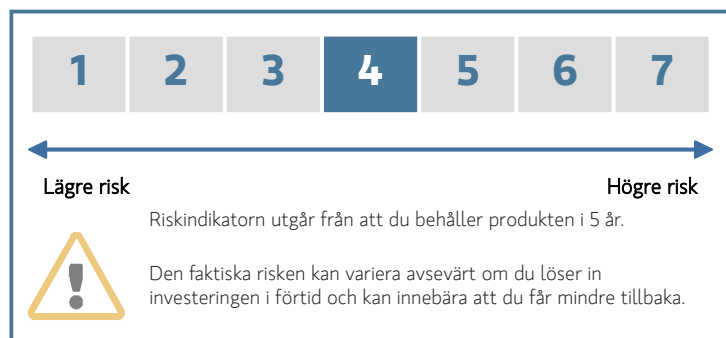 1 2 3 4 5 6 7
Lägre risk Högre risk
Riskindikatorn utgår från att du behåller produkten i 5 år.
Den faktiska risken kan variera avsevärt om du löser in
investeringen i förtid och kan innebära att du får mindre tillbaka.